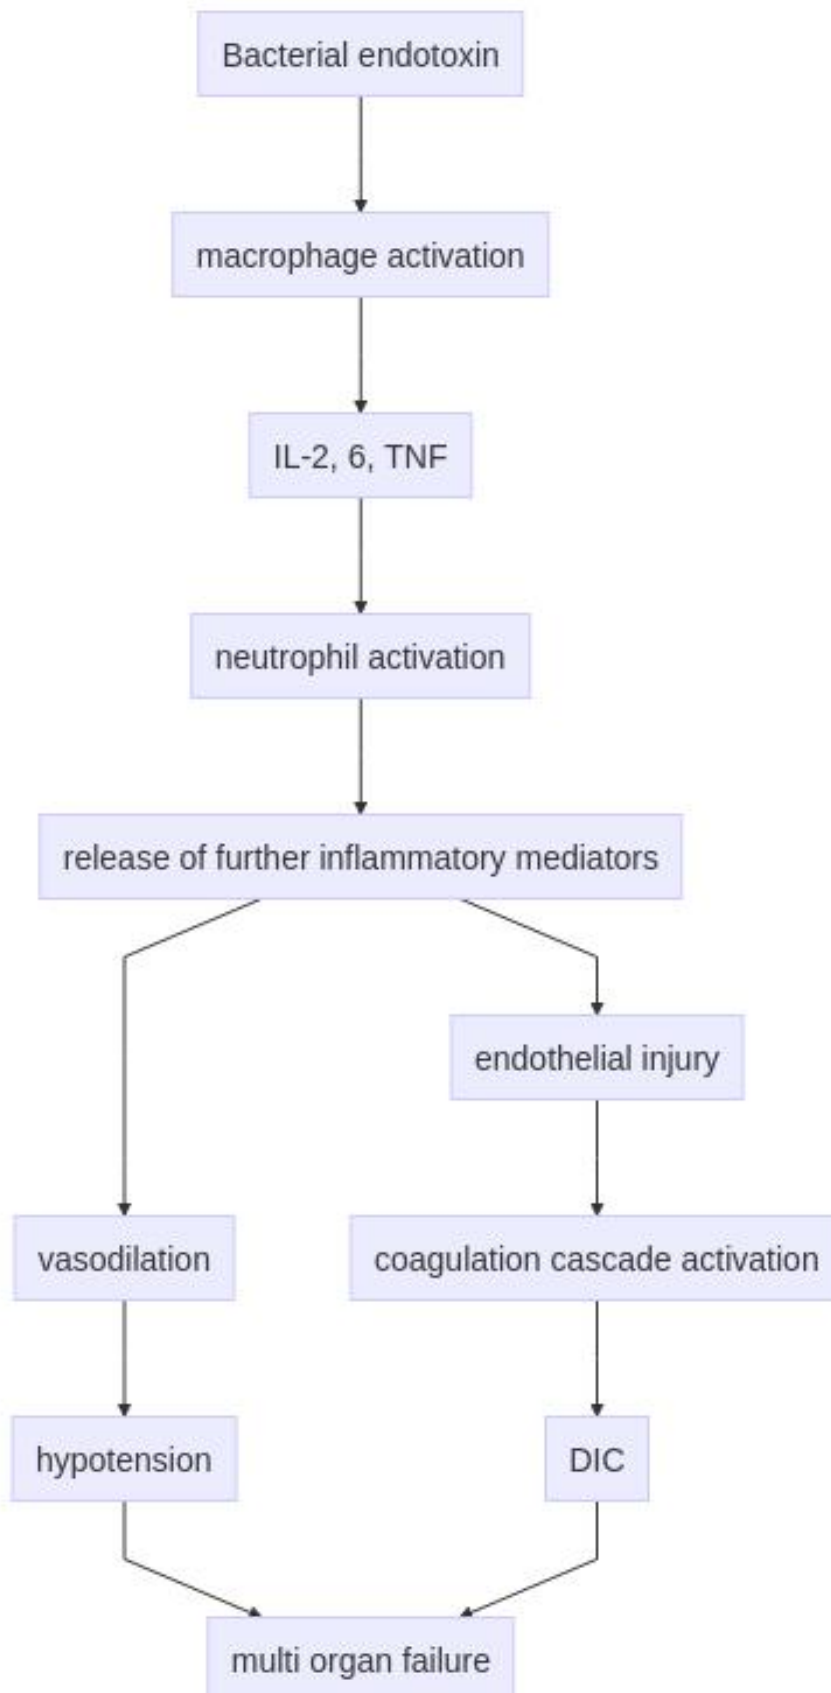 Bacterial endotoxin
macrophage activation
IL-2, 6, TNF
neutrophil activation
release of further inflammatory mediators
endothelial injury
vasodilation
coagulation cascade activation
hypotension
DIC
multi organ failure